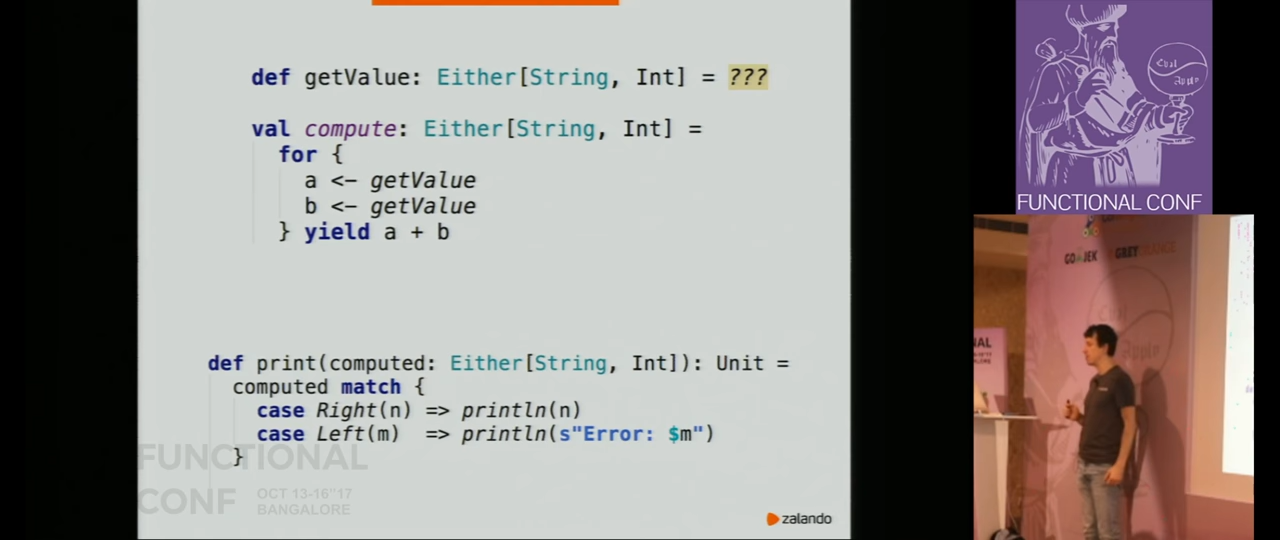 def getValue: Either[String, Int] = ???
val compute: Either[String, Int] =
for {
a <- getValue
b <- getValue
} yield a + b
def print(computed: Either[String, Int]): Unit =
computed match {
case Right(n) => println(n)
case Left(m) => println(s"Error: $m")
}
FUNCTIONAL
CONF
OCT 13-16"17
BANGALORE
zalando
FUNCTIONAL CONF
GO JEK
GREYORANGE